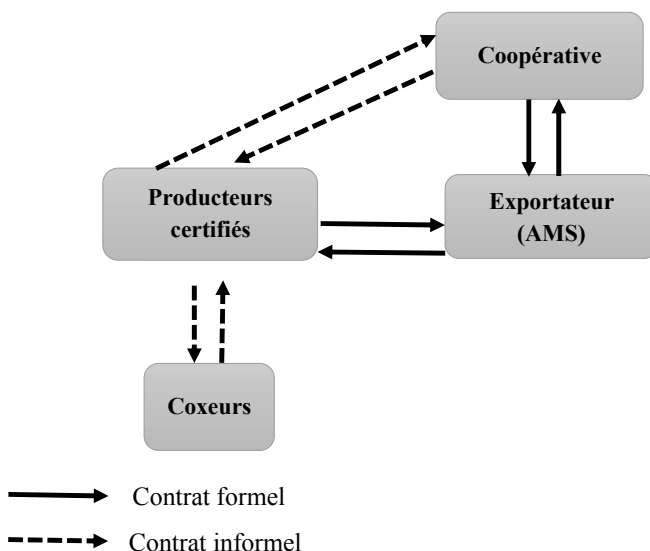 Coopérative
Producteurs
certifiés
Exportateur
(AMS)
Coxeurs
Contrat formel
Contrat informel